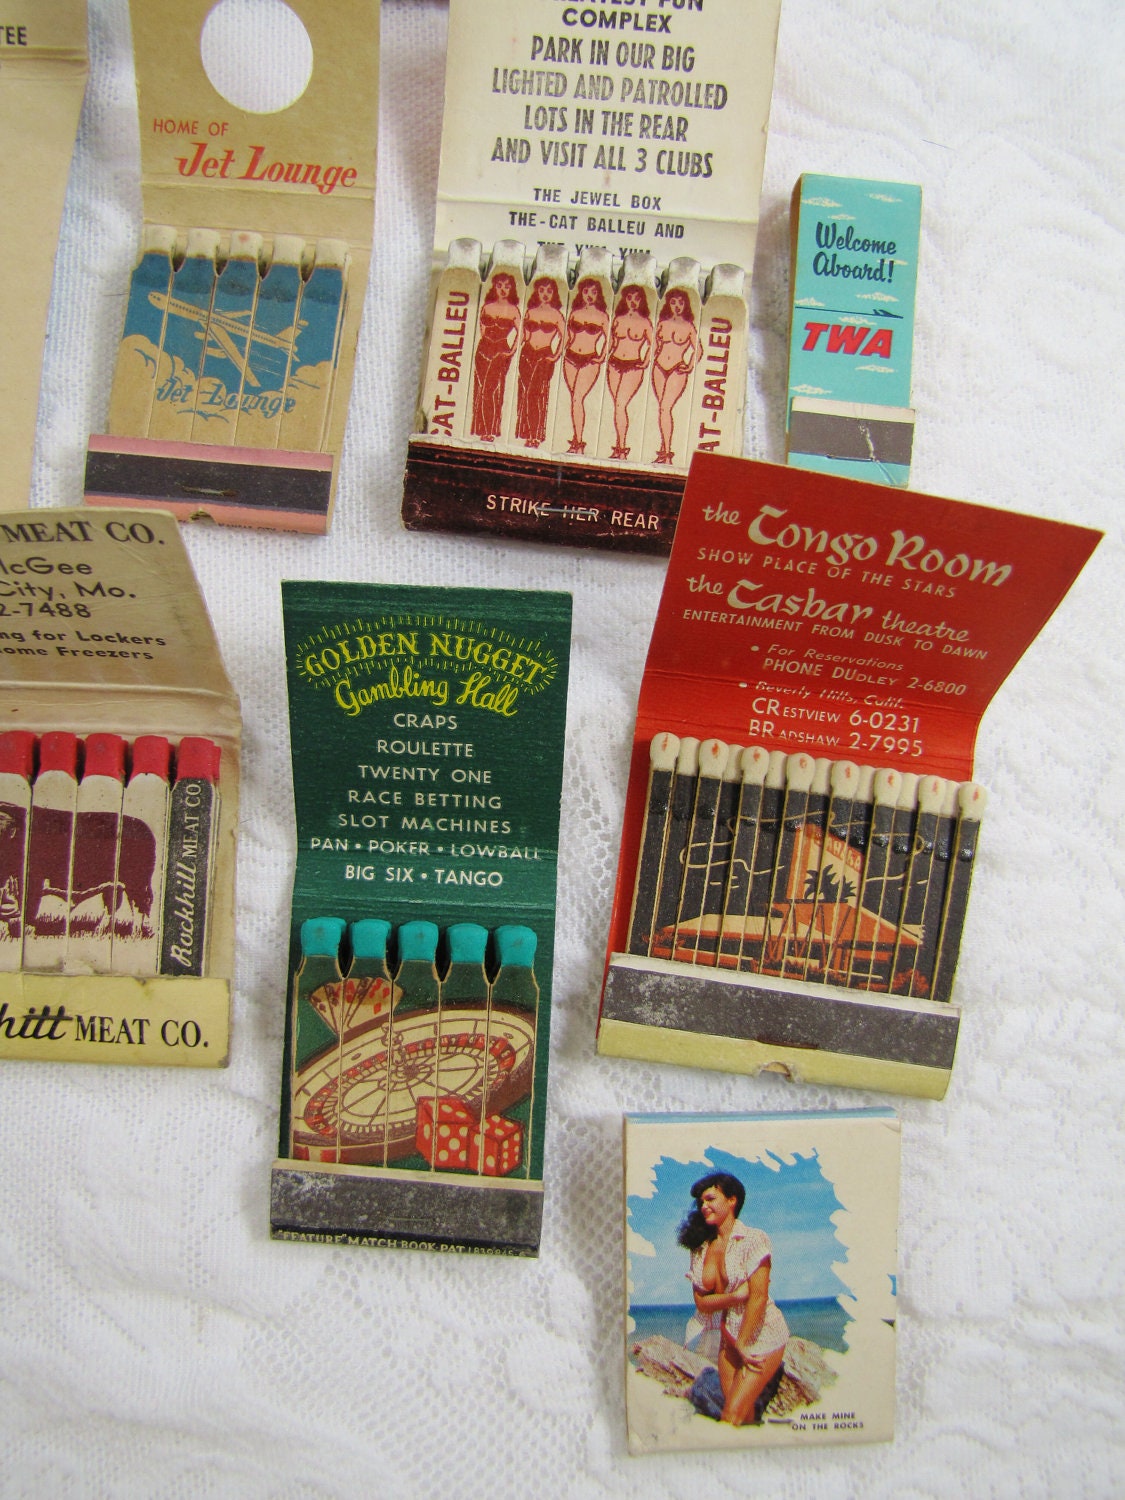 TEE
HOME OF
Jet Lounge
Jet Lounge
COMPLEX
PARK IN OUR BIG
LIGHTED AND PATROLLED
LOTS IN THE REAR
AND VISIT ALL 3 CLUBS
THE JEWEL BOX
THE-CAT BALLEU AND
THE YUM YUM
CAT-BALLEU
CAT-BALLEU
STRIKE HER REAR
Welcome
Aboard!
TWA
MEAT CO.
McGee
City, Mo.
2-7488
ng for Lockers
ome Freezers
Rockhill MEAT CO.
hill MEAT CO.
GOLDEN NUGGET
Gambling Hall
CRAPS
ROULETTE
TWENTY ONE
RACE BETTING
SLOT MACHINES
PAN • POKER • LOWBALL
BIG SIX • TANGO
"FEATURE" MATCH BOOK-PAT
the Tongo Room
SHOW PLACE OF THE STARS
the Casbar theatre
ENTERTAINMENT FROM DUSK TO DAWN
• For Reservations
PHONE DUDLEY 2-6800
• Beverly Hills, Calif.
CRESTVIEW 6-0231
BRADSHAW 2-7995
MAKE MINE
ON THE ROCKS